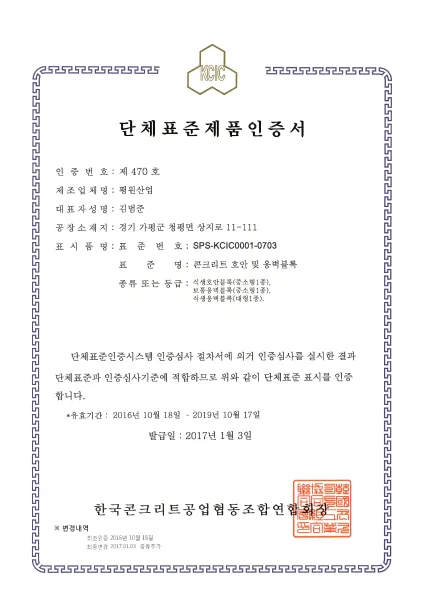 KCIC
단체표준제품인증서
인 증 번 호 : 제 470 호
제 조 업 체 명 : 평원산업
대 표 자 성 명 : 김범준
공 장 소 재 지 : 경기 가평군 청평면 상지로 11-111
표 시 품 명 : 표 준 번 호 : SPS-KCIC0001-0703
표 준 명 : 콘크리트 호안 및 옹벽블록
종류 또는 등급 : 식생호안블록(중소형1종),
보통옹벽블록(중소형1종),
식생옹벽블록(대형1종).
단체표준인증시스템 인증심사 절차서에 의거 인증심사를 실시한 결과
단체표준과 인증심사기준에 적합하므로 위와 같이 단체표준 표시를 인증
합니다.
*유효기간 : 2016년 10월 18일 - 2019년 10월 17일
발급일 : 2017년 1월 3일
한국콘크리트공업협동조합연합회장
※ 변경내역
최초인증 2016년 10월 18일
최종변경 2017.01.03 종류추가